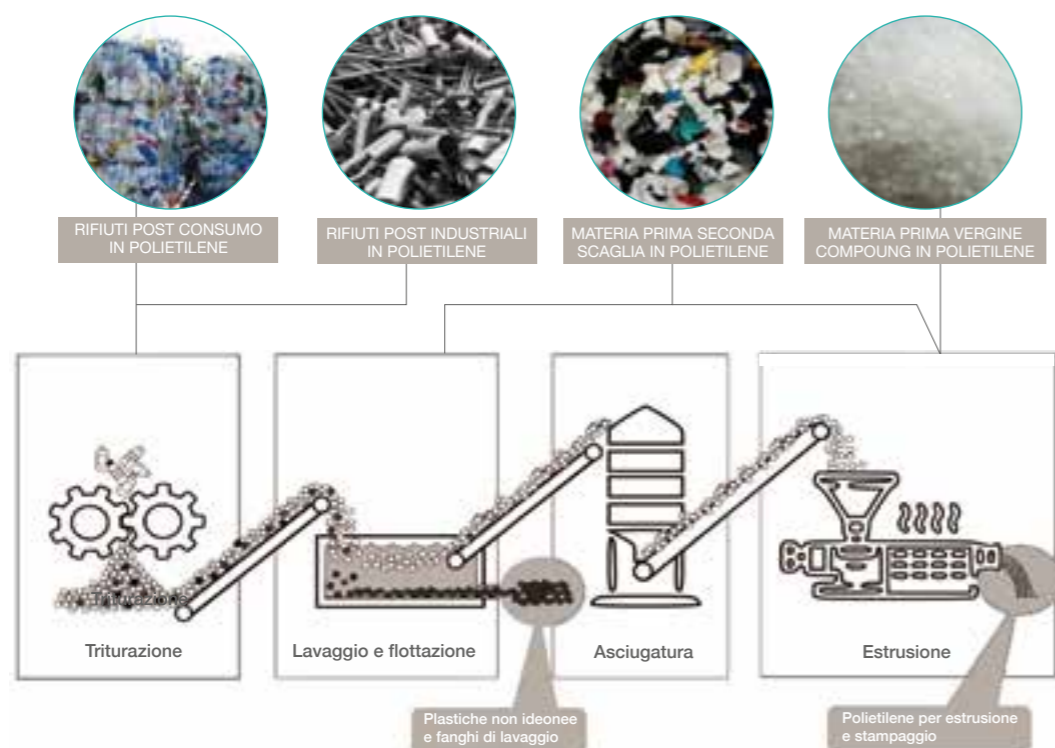 RIFIUTI POST CONSUMO
IN POLIETILENE
RIFIUTI POST INDUSTRIALI
IN POLIETILENE
MATERIA PRIMA SECONDA
SCAGLIA IN POLIETILENE
MATERIA PRIMA VERGINE
COMPOUNG IN POLIETILENE
Triturazione
Triturazione
Lavaggio e flottazione
Asciugatura
Estrusione
Plastiche non ideonee
e fanghi di lavaggio
Polietilene per estrusione
e stampaggio